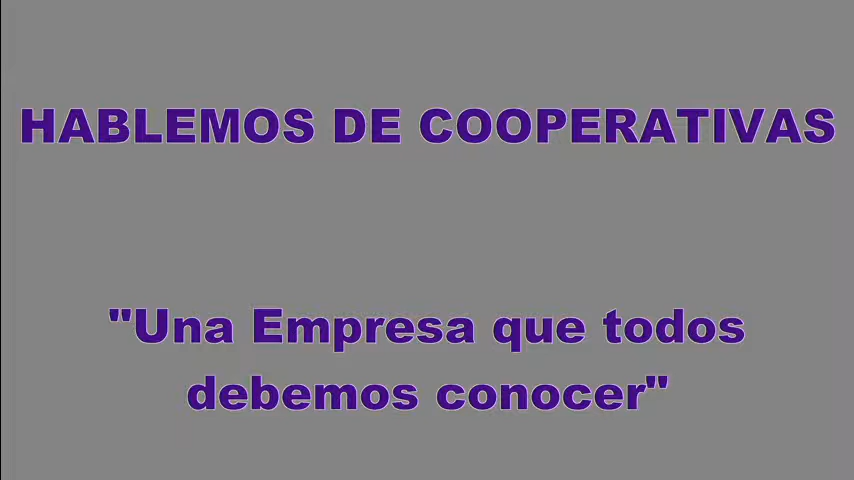 HABLEMOS DE COOPERATIVAS
"Una Empresa que todos
debemos conocer"